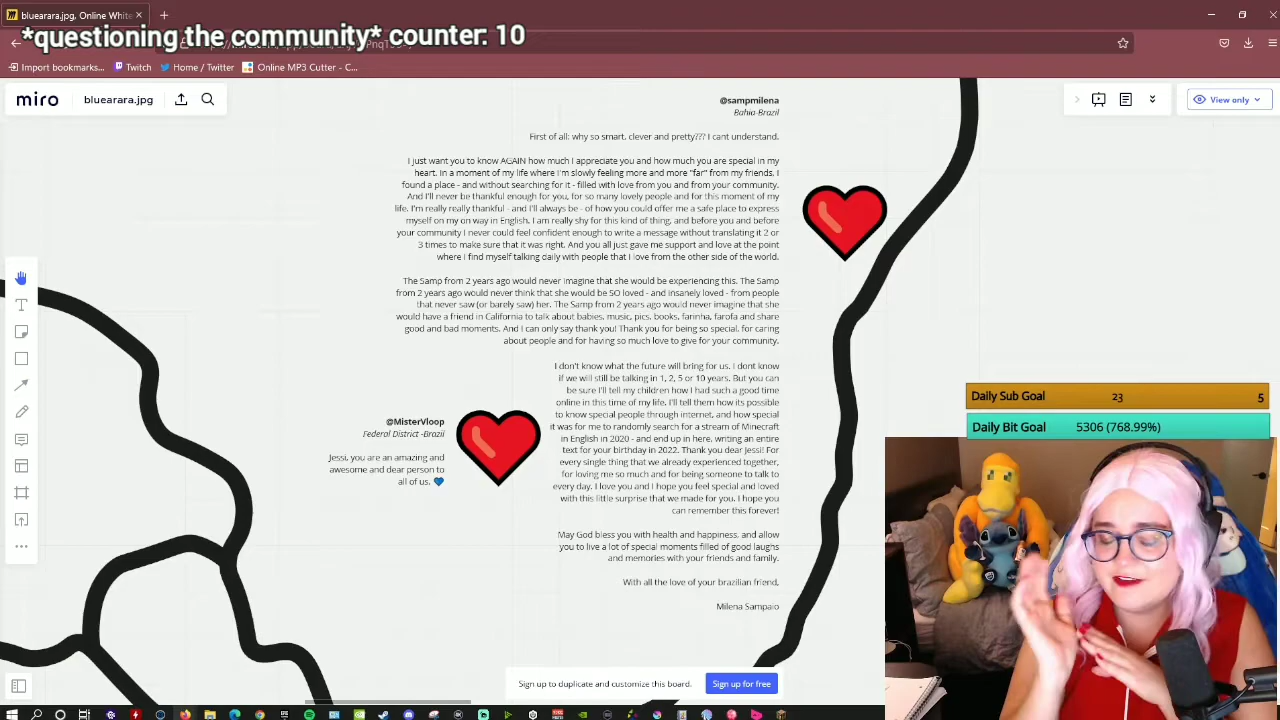 bluearara.jpg, Online White
*questioning the community* counter: 10
Import bookmarks... Twitch Home / Twitter Online MP3 Cutter - C...
miro bluearara.jpg
View only
@sampmilena
Bahia-Brazil
First of all: why so smart, clever and pretty??? I cant understand.
I just want you to know AGAIN how much I appreciate you and how much you are special in my
heart. In a moment of my life where I'm slowly feeling more and more "far" from my friends, I
found a place - and without searching for it - filled with love from you and from your community.
And I'll never be thankful enough for you, for so many lovely people and for this moment of my
life. I'm really really thankful - and I'll always be - of how you could offer me a safe place to express
myself on my on way in English. I am really shy for this kind of thing, and before you and before
your community I never could feel confident enough to write a message without translating it 2 or
3 times to make sure that it was right. And you all just gave me support and love at the point
where I find myself talking daily with people that I love from the other side of the world.
The Samp from 2 years ago would never imagine that she would be experiencing this. The Samp
from 2 years ago would never think that she would be SO loved - and insanely loved - from people
that never saw (or barely saw) her. The Samp from 2 years ago would never imagine that she
would have a friend in California to talk about babies, music, pics, books, farinha, farofa and share
good and bad moments. And I can only say thank you! Thank you for being so special, for caring
about people and for having so much love to give for your community.
I don't know what the future will bring for us. I dont know
if we will still be talking in 1, 2, 5 or 10 years. But you can
be sure I'll tell my children how I had such a good time
online in this time of my life. I'll tell them how its possible
to know special people through internet, and how special
it was for me to randomly search for a stream of Minecraft
in English in 2020 - and end up in here, writing an entire
text for your birthday in 2022. Thank you dear Jessi! For
every single thing that we already experienced together,
for loving me so much and for being someone to talk to
every day. I love you and I hope you feel special and loved
with this little surprise that we made for you. I hope you
can remember this forever!
May God bless you with health and happiness, and allow
you to live a lot of special moments filled of good laughs
and memories with your friends and family.
With all the love of your brazilian friend,
Milena Sampaio
@MisterVloop
Federal District -Brazil
Jessi, you are an amazing and
awesome and dear person to
all of us. 💙
Daily Sub Goal 23 5
Daily Bit Goal 5306 (768.99%)
Sign up to duplicate and customize this board. Sign up for free